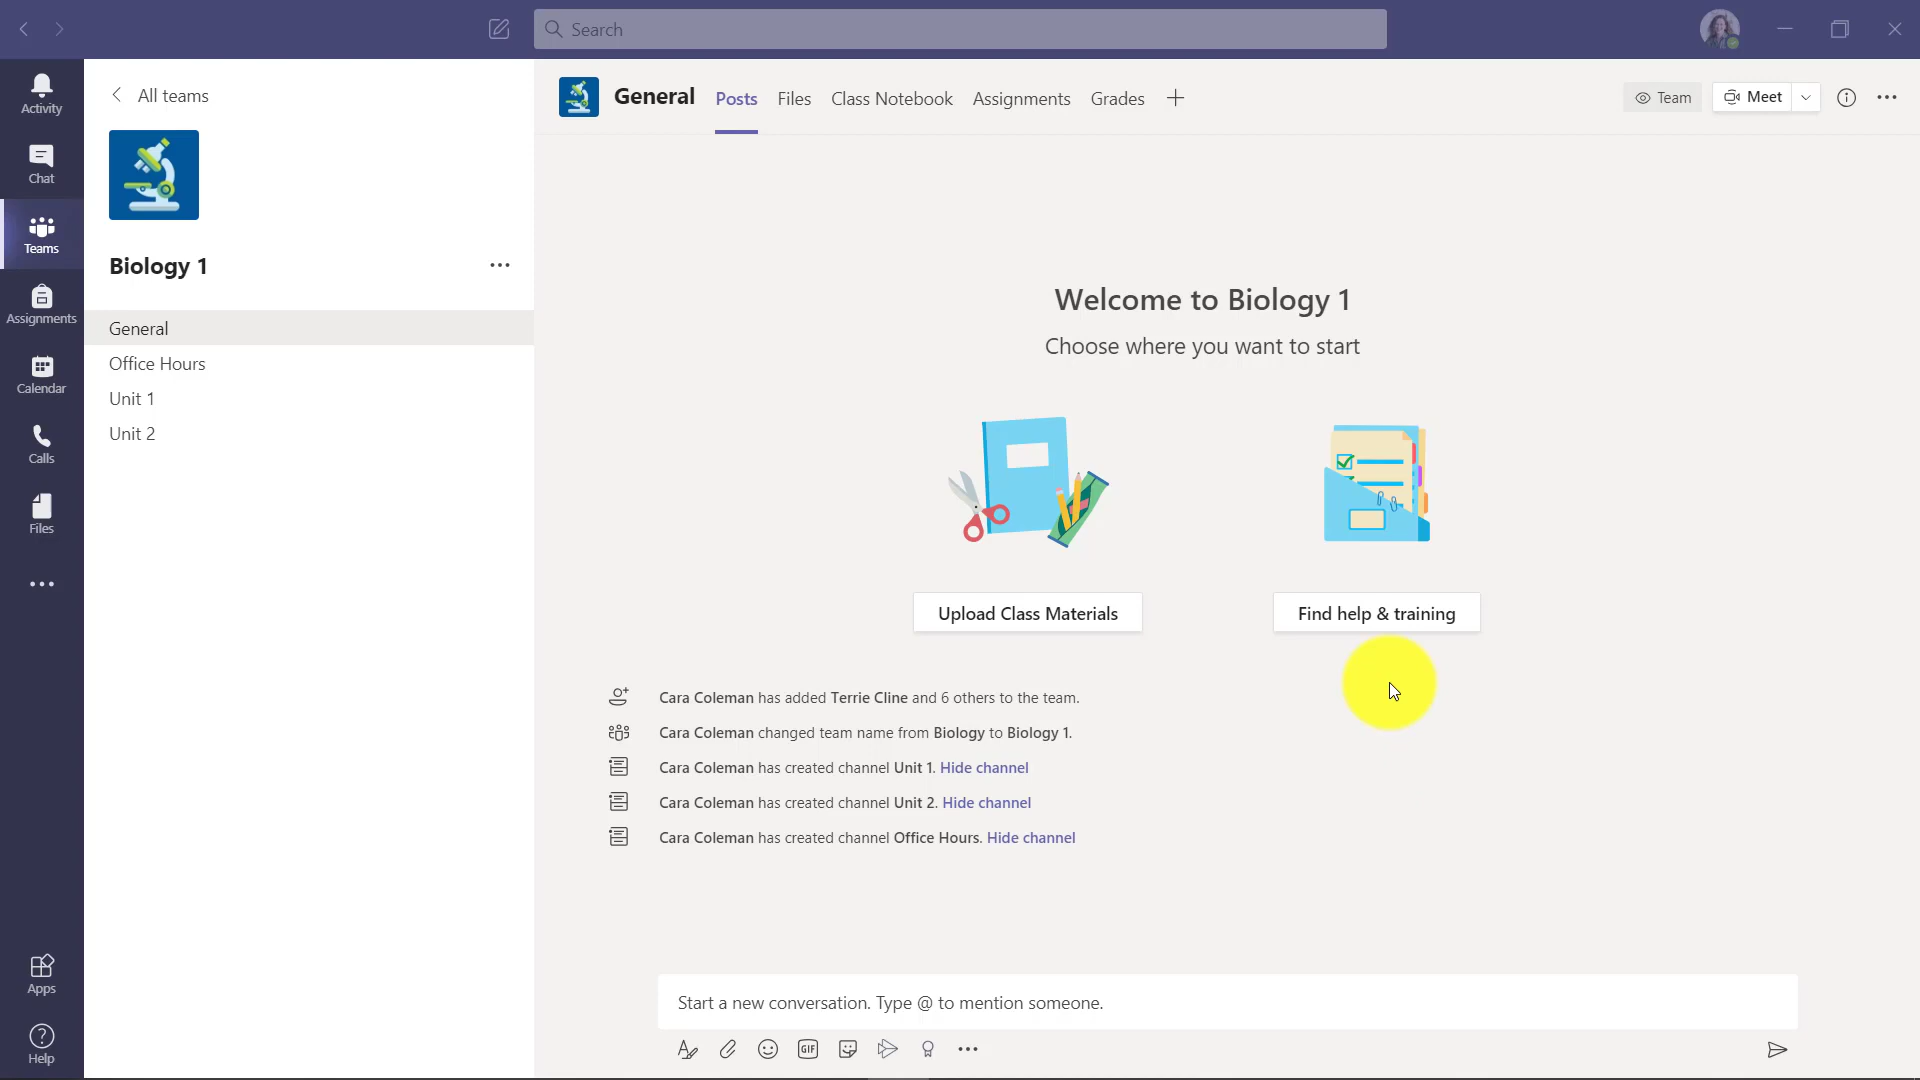 Search
Activity
Chat
Teams
Assignments
Calendar
Calls
Files
Apps
Help
All teams
Biology 1
General
Office Hours
Unit 1
Unit 2
General Posts Files Class Notebook Assignments Grades
Team Meet
Welcome to Biology 1
Choose where you want to start
Upload Class Materials Find help & training
Cara Coleman has added Terrie Cline and 6 others to the team.
Cara Coleman changed team name from Biology to Biology 1.
Cara Coleman has created channel Unit 1. Hide channel
Cara Coleman has created channel Unit 2. Hide channel
Cara Coleman has created channel Office Hours. Hide channel
Start a new conversation. Type @ to mention someone.
GIF